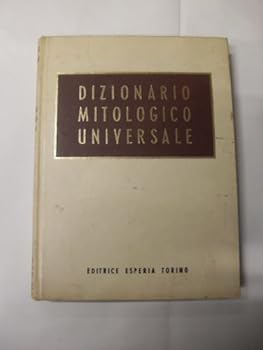 DIZIONARIO
MITOLOGICO
UNIVERSALE
EDITRICE ESPERIA TORINO